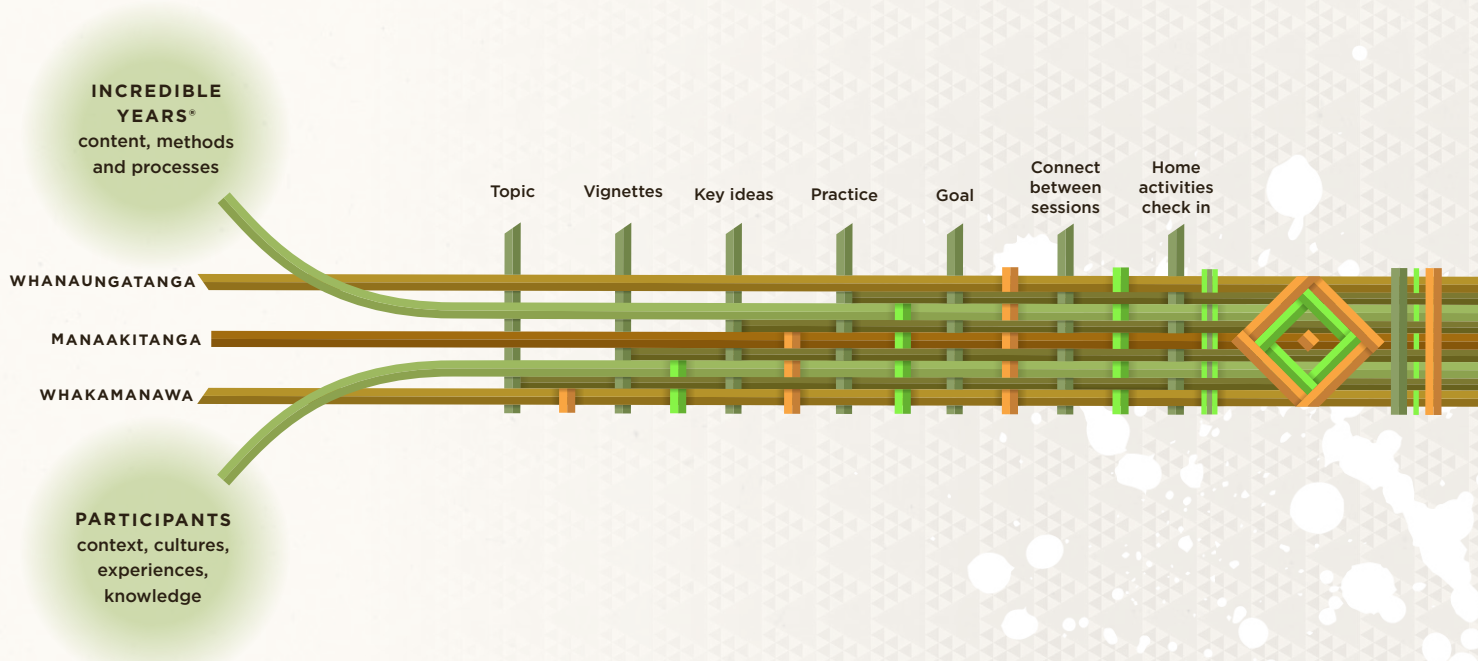 INCREDIBLE
YEARS®
content, methods
and processes
Topic
Vignettes
Key ideas
Practice
Goal
Connect
between
sessions
Home
activities
check in
WHANAUNGATANGA
MANAAKITANGA
WHAKAMANAWA
PARTICIPANTS
context, cultures,
experiences,
knowledge